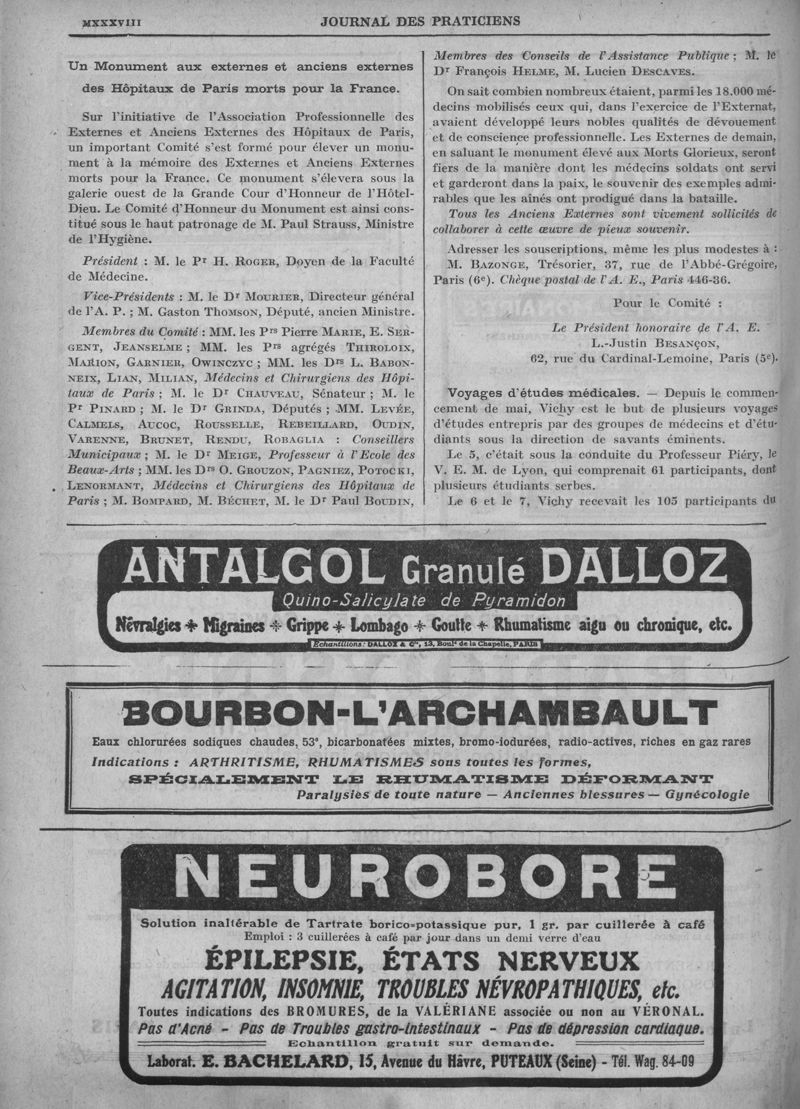 MXXXVIII
JOURNAL DES PRATICIENS
Un Monument aux externes et anciens externes
des Hôpitaux de Paris morts pour la France.
Sur l'initiative de l'Association Professionnelle des
Externes et Anciens Externes des Hôpitaux de Paris,
un important Comité s'est formé pour élever un monu-
ment à la mémoire des Externes et Anciens Externes
morts pour la France. Ce monument s'élevera sous la
galerie ouest de la Grande Cour d'Honneur de l'Hôtel-
Dieu. Le Comité d'Honneur du Monument est ainsi cons-
titué sous le haut patronage de M. Paul Strauss, Ministre
de l'Hygiène.
Président : M. le Pr H. ROGER, Doyen de la Faculté
de Médecine.
Vice-Présidents : M. le Dr MOURIER, Directeur général
de l'A. P. ; M. Gaston THOMSON, Député, ancien Ministre.
Membres du Comité : MM. les Prs Pierre MARIE, E. SER-
GENT, JEANSELME ; MM. les Prs agrégés THIROLOIX,
MARION, GARNIER, OWINCZYC ; MM. les Drs L. BABON-
NEIX, LIAN, MILIAN, Médecins et Chirurgiens des Hôpi-
taux de Paris ; M. le Dr CHAUVEAU, Sénateur ; M. le
Pr PINARD ; M. le Dr GRINDA, Députés ; MM. LEVÉE,
CALMELS, AUCOC, ROUSSELLE, REBEILLARD, OUDIN,
VARENNE, BRUNET, RENDU, ROBAGLIA : Conseillers
Municipaux ; M. le Dr MEIGE, Professeur à l'Ecole des
Beaux-Arts ; MM. les Drs O. GROUZON, PAGNIEZ, POTOCKI,
LENORMANT, Médecins et Chirurgiens des Hôpitaux de
Paris ; M. BOMPARD, M. BÉCHET, M. le Dr Paul BOUDIN,
Membres des Conseils de l'Assistance Publique ; M. le
Dr François HELME, M. Lucien DESCAVES.
On sait combien nombreux étaient, parmi les 18.000 mé-
decins mobilisés ceux qui, dans l'exercice de l'Externat,
avaient développé leurs nobles qualités de dévouement
et de conscience professionnelle. Les Externes de demain,
en saluant le monument élevé aux Morts Glorieux, seront
fiers de la manière dont les médecins soldats ont servi
et garderont dans la paix, le souvenir des exemples admi-
rables que les aînés ont prodigué dans la bataille.
Tous les Anciens Externes sont vivement sollicités de
collaborer à cette œuvre de pieux souvenir.
Adresser les souscriptions, même les plus modestes à :
M. BAZONGE, Trésorier, 37, rue de l'Abbé-Grégoire,
Paris (6e). Chèque postal de l'A. E., Paris 446-36.
Pour le Comité :
Le Président honoraire de l'A. E.
L.-Justin BESANÇON,
62, rue du Cardinal-Lemoine, Paris (5e).
Voyages d'études médicales. — Depuis le commen-
cement de mai, Vichy est le but de plusieurs voyages
d'études entrepris par des groupes de médecins et d'étu-
diants sous la direction de savants éminents.
Le 5, c'était sous la conduite du Professeur Piéry, le
V. E. M. de Lyon, qui comprenait 61 participants, dont
plusieurs étudiants serbes.
Le 6 et le 7, Vichy recevait les 105 participants du
ANTALGOL Granulé DALLOZ
Quino-Salicylate de Pyramidon
Névralgies ✢ Migraines ✢ Grippe ✢ Lombago ✢ Goutte ✢ Rhumatisme aigu ou chronique, etc.
Echantillons: DALLOZ & Cie, 13, Boulᵈ de la Chapelle, PARIS
BOURBON-L'ARCHAMBAULT
Eaux chlorurées sodiques chaudes, 53°, bicarbonatées mixtes, bromo-iodurées, radio-actives, riches en gaz rares
Indications : ARTHRITISME, RHUMATISMES sous toutes les formes,
SPÉCIALEMENT LE RHUMATISME DÉFORMANT
Paralysies de toute nature — Anciennes blessures — Gynécologie
NEUROBORE
Solution inaltérable de Tartrate borico-potassique pur, 1 gr. par cuillerée à café
Emploi : 3 cuillerées à café par jour dans un demi verre d'eau
ÉPILEPSIE, ÉTATS NERVEUX
AGITATION, INSOMNIE, TROUBLES NÉVROPATHIQUES, etc.
Toutes indications des BROMURES, de la VALÉRIANE associée ou non au VÉRONAL.
Pas d'Acné - Pas de Troubles gastro-intestinaux - Pas de dépression cardiaque.
Echantillon gratuit sur demande.
Laborat. E. BACHELARD, 15, Avenue du Hâvre, PUTEAUX (Seine) - Tél. Wag. 84-09